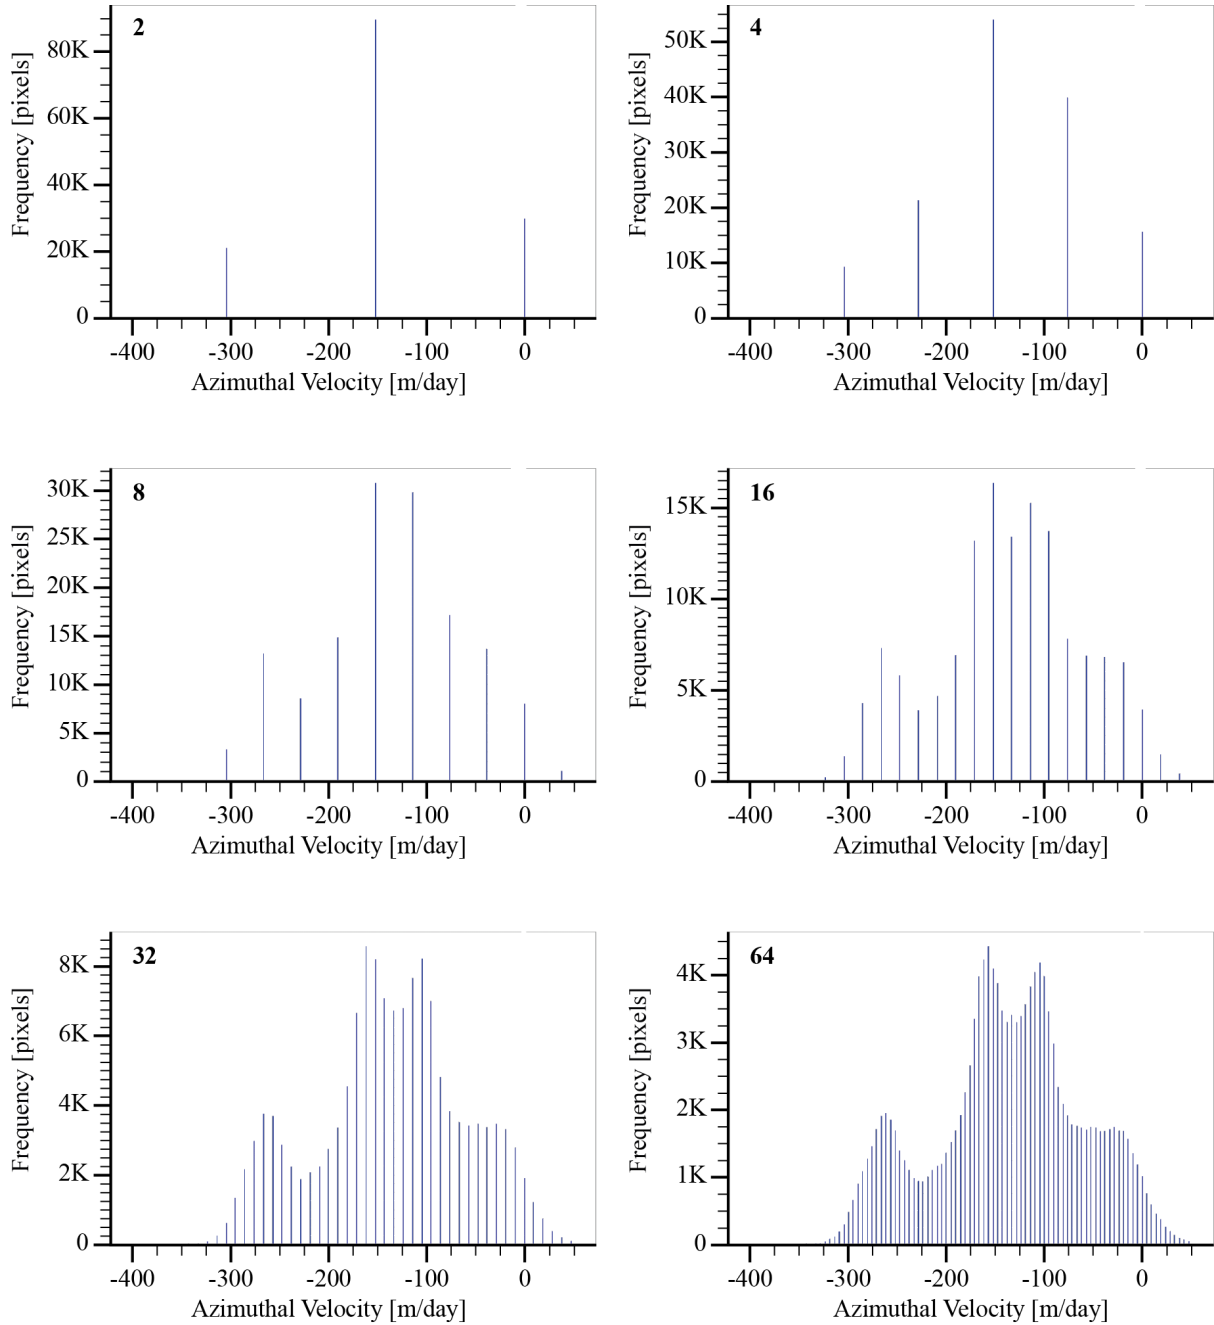 2
Frequency [pixels]
80K
60K
40K
20K
0
-400 -300 -200 -100 0
Azimuthal Velocity [m/day]
4
Frequency [pixels]
50K
40K
30K
20K
10K
0
-400 -300 -200 -100 0
Azimuthal Velocity [m/day]
8
Frequency [pixels]
30K
25K
20K
15K
10K
5K
0
-400 -300 -200 -100 0
Azimuthal Velocity [m/day]
16
Frequency [pixels]
15K
10K
5K
0
-400 -300 -200 -100 0
Azimuthal Velocity [m/day]
32
Frequency [pixels]
8K
6K
4K
2K
0
-400 -300 -200 -100 0
Azimuthal Velocity [m/day]
64
Frequency [pixels]
4K
3K
2K
1K
0
-400 -300 -200 -100 0
Azimuthal Velocity [m/day]